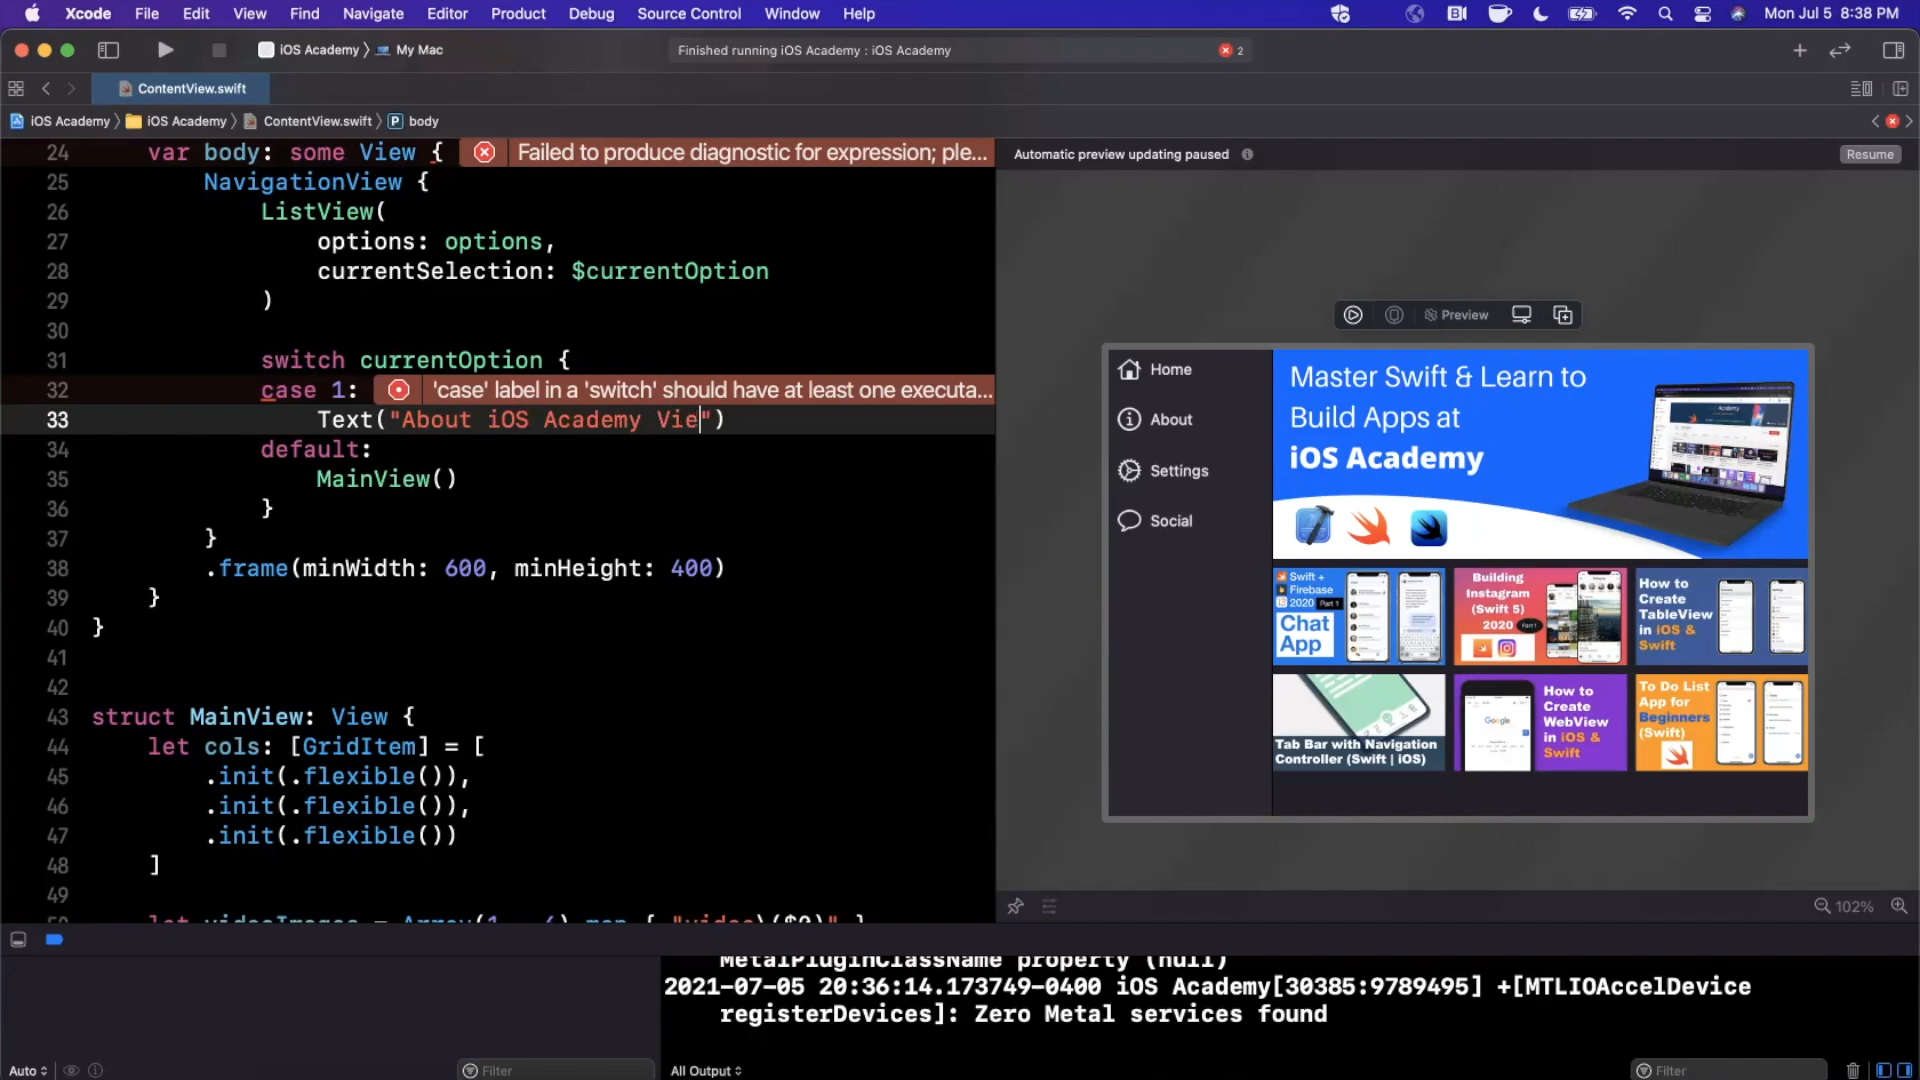 Xcode File Edit View Find Navigate Editor Product Debug Source Control Window Help Mon Jul 5 8:38 PM
iOS Academy My Mac Finished running iOS Academy : iOS Academy 2
ContentView.swift
iOS Academy iOS Academy ContentView.swift P body
24 var body: some View { Failed to produce diagnostic for expression; ple...
25 NavigationView {
26 ListView(
27 options: options,
28 currentSelection: $currentOption
29 )
30
31 switch currentOption {
32 case 1: 'case' label in a 'switch' should have at least one executa...
33 Text("About iOS Academy Vie")
34 default:
35 MainView()
36 }
37 }
38 .frame(minWidth: 600, minHeight: 400)
39 }
40 }
41
42
43 struct MainView: View {
44 let cols: [GridItem] = [
45 .init(.flexible()),
46 .init(.flexible()),
47 .init(.flexible())
48 ]
49
Automatic preview updating paused Resume
Preview
Home
About
Settings
Social
Master Swift & Learn to
Build Apps at
iOS Academy
Swift +
Firebase
2020 Part 1
Chat
App
Building
Instagram
(Swift 5)
2020 Part 1
How to
Create
TableView
in iOS &
Swift
Tab Bar with Navigation
Controller (Swift | iOS)
Google
How to
Create
WebView
in iOS &
Swift
To Do List
App for
Beginners
(Swift)
102%
MetalPluginClassName property (null)
2021-07-05 20:36:14.173749-0400 iOS Academy[30385:9789495] +[MTLIOAccelDevice
registerDevices]: Zero Metal services found
Auto Filter All Output Filter